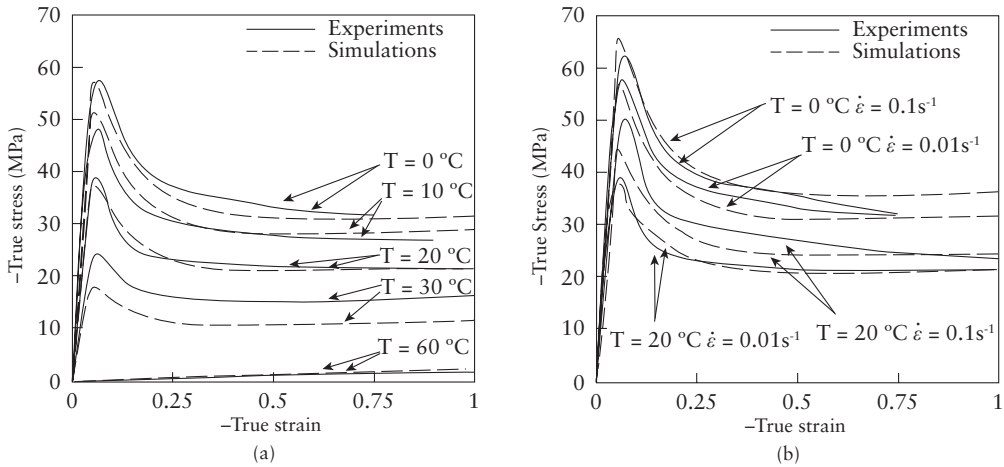 (a)
70
60
50
40
30
20
10
0
–True stress (MPa)
Experiments
Simulations
T = 0 ºC
T = 10 ºC
T = 20 ºC
T = 30 ºC
T = 60 ºC
0
0.25
0.5
0.75
1
–True strain
(a)
(b)
70
60
50
40
30
20
10
0
–True Stress (MPa)
Experiments
Simulations
T = 0 ºC ε̇ = 0.1s⁻¹
T = 0 ºC ε̇ = 0.01s⁻¹
T = 20 ºC ε̇ = 0.01s⁻¹
T = 20 ºC ε̇ = 0.1s⁻¹
0
0.25
0.5
0.75
1
–True strain
(b)